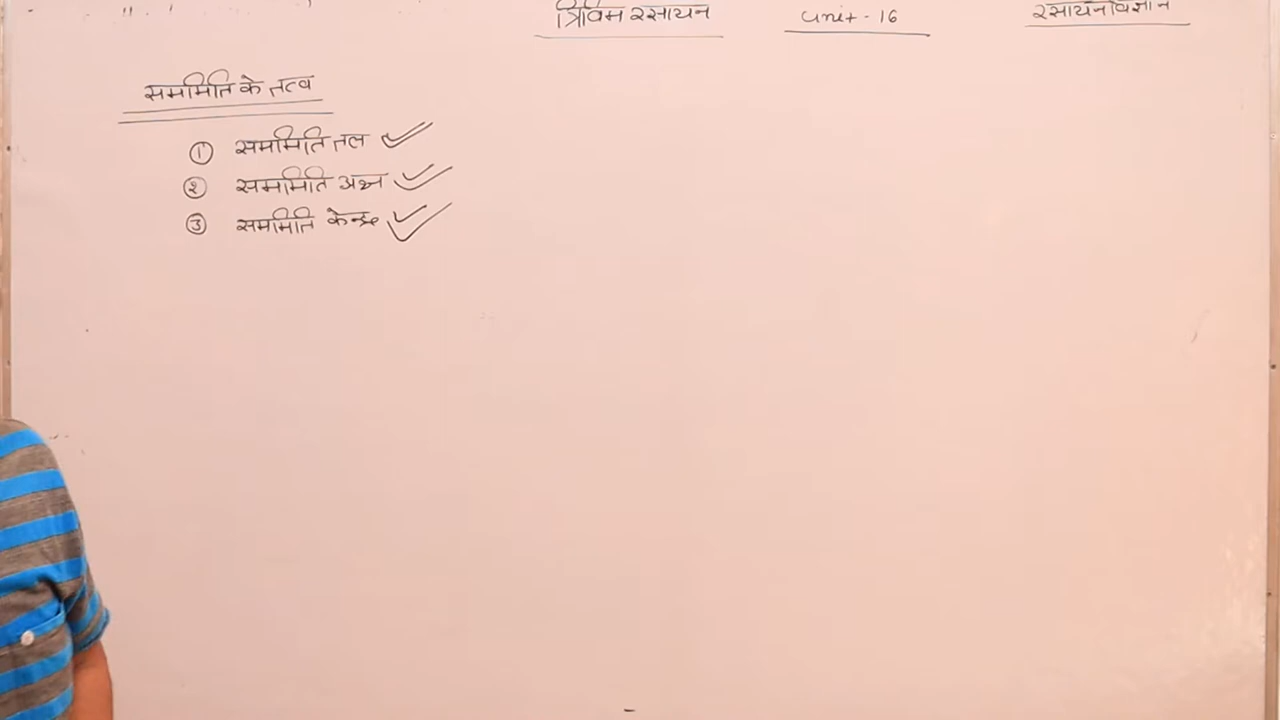 त्रिविम रसायन unit - 16 रसायनविज्ञान
सममिति के तत्व
① सममिति तल
② सममिति अक्ष
③ सममिति केन्द्र